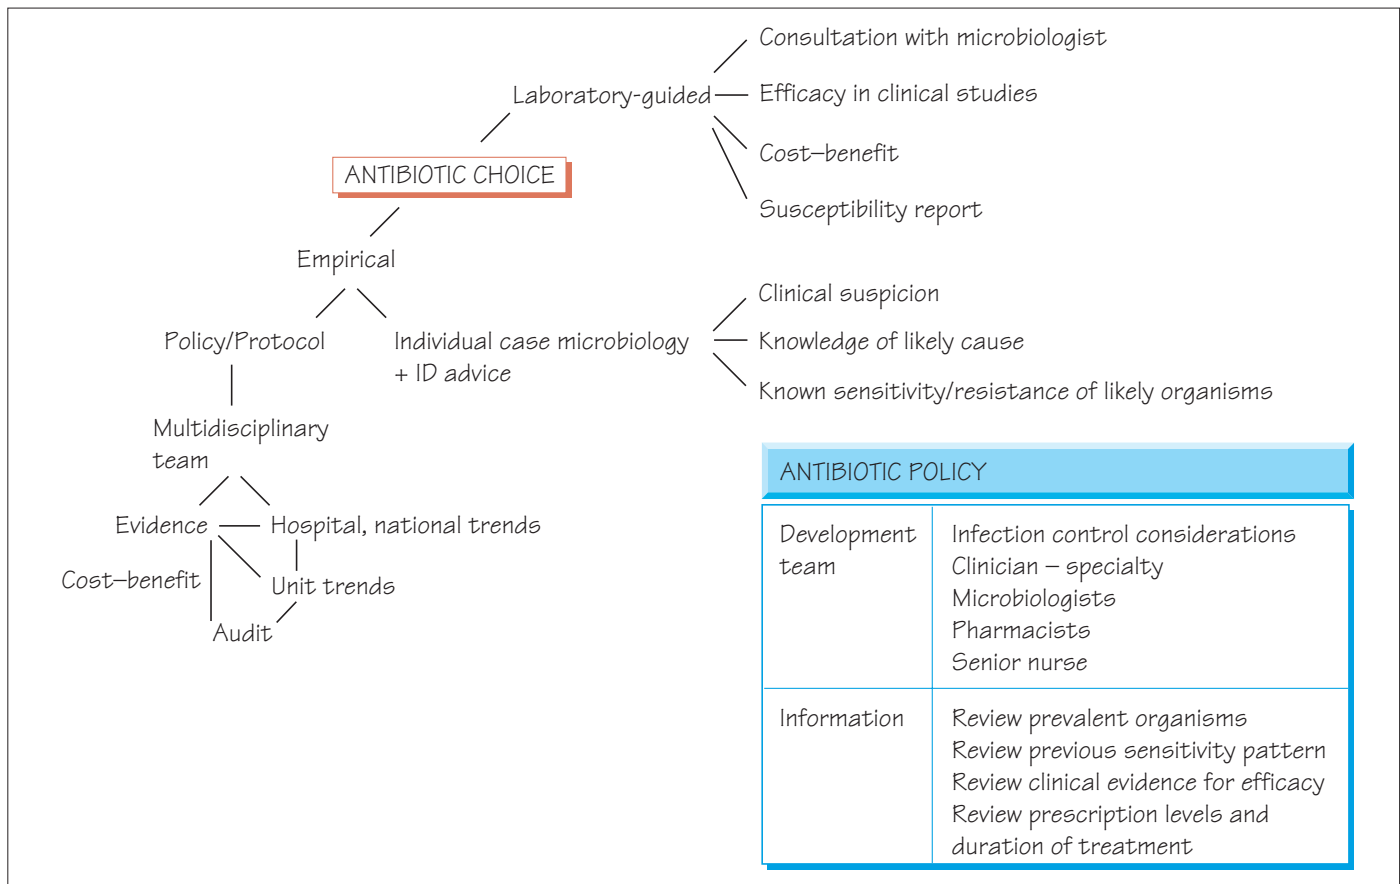 Consultation with microbiologist
Laboratory-guided
Efficacy in clinical studies
Cost–benefit
Susceptibility report
ANTIBIOTIC CHOICE
Empirical
Policy/Protocol
Individual case microbiology
+ ID advice
Clinical suspicion
Knowledge of likely cause
Known sensitivity/resistance of likely organisms
Multidisciplinary
team
Evidence
Hospital, national trends
Cost–benefit
Unit trends
Audit
ANTIBIOTIC POLICY
Development
team
Infection control considerations
Clinician – specialty
Microbiologists
Pharmacists
Senior nurse
Information
Review prevalent organisms
Review previous sensitivity pattern
Review clinical evidence for efficacy
Review prescription levels and
duration of treatment